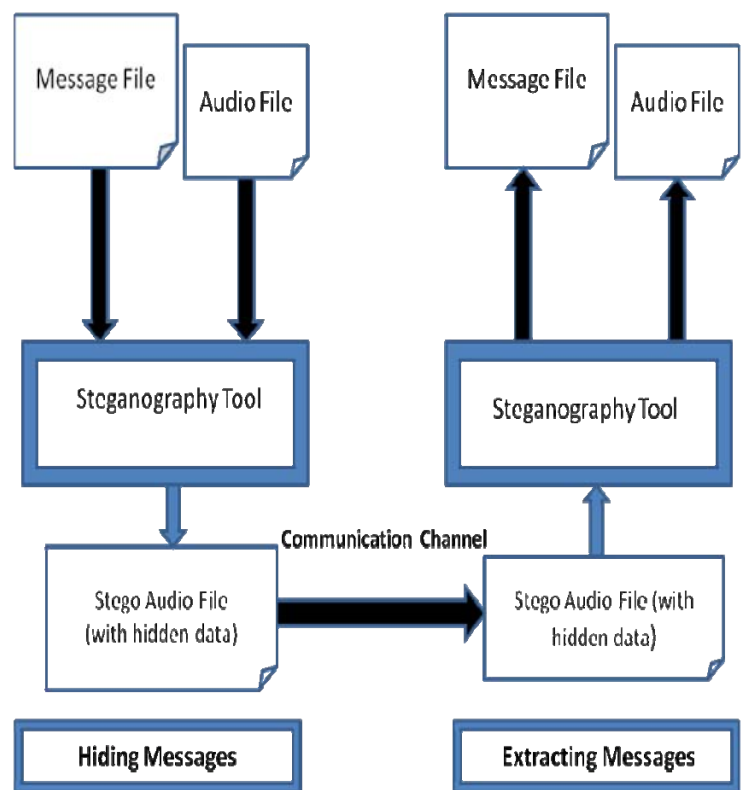 Message File
Audio File
Message File
Audio File
Steganography Tool
Steganography Tool
Communication Channel
Stego Audio File
(with hidden data)
Stego Audio File (with
hidden data)
Hiding Messages
Extracting Messages